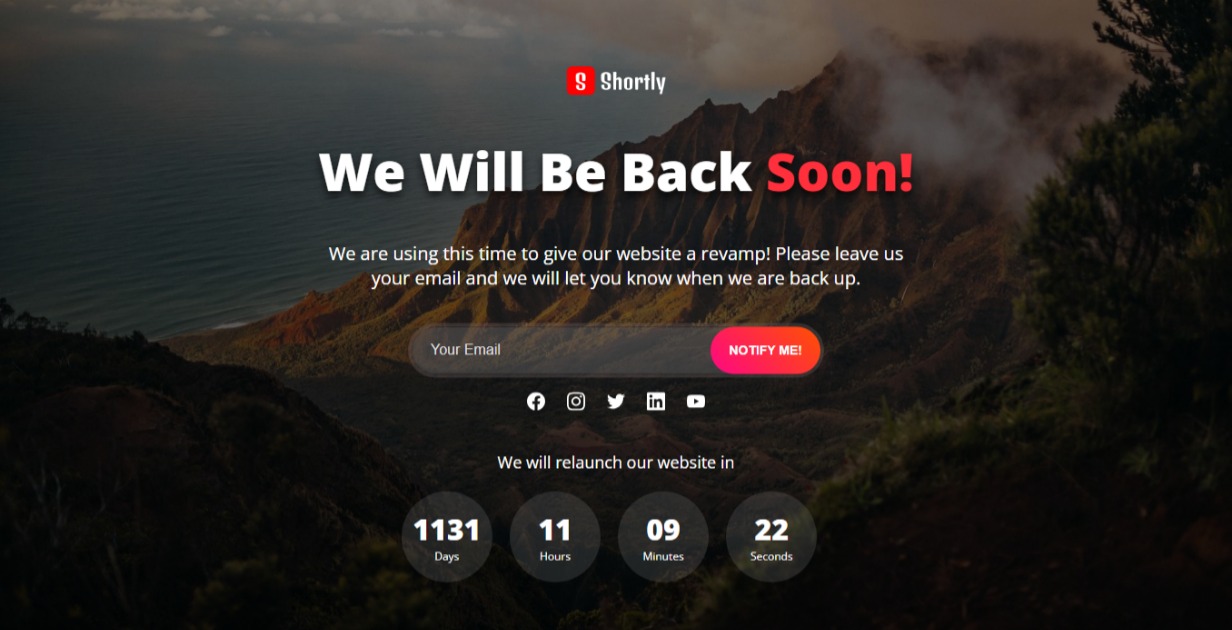 S Shortly
We Will Be Back Soon!
We are using this time to give our website a revamp! Please leave us
your email and we will let you know when we are back up.
Your Email NOTIFY ME!
We will relaunch our website in
1131 11 09 22
Days Hours Minutes Seconds